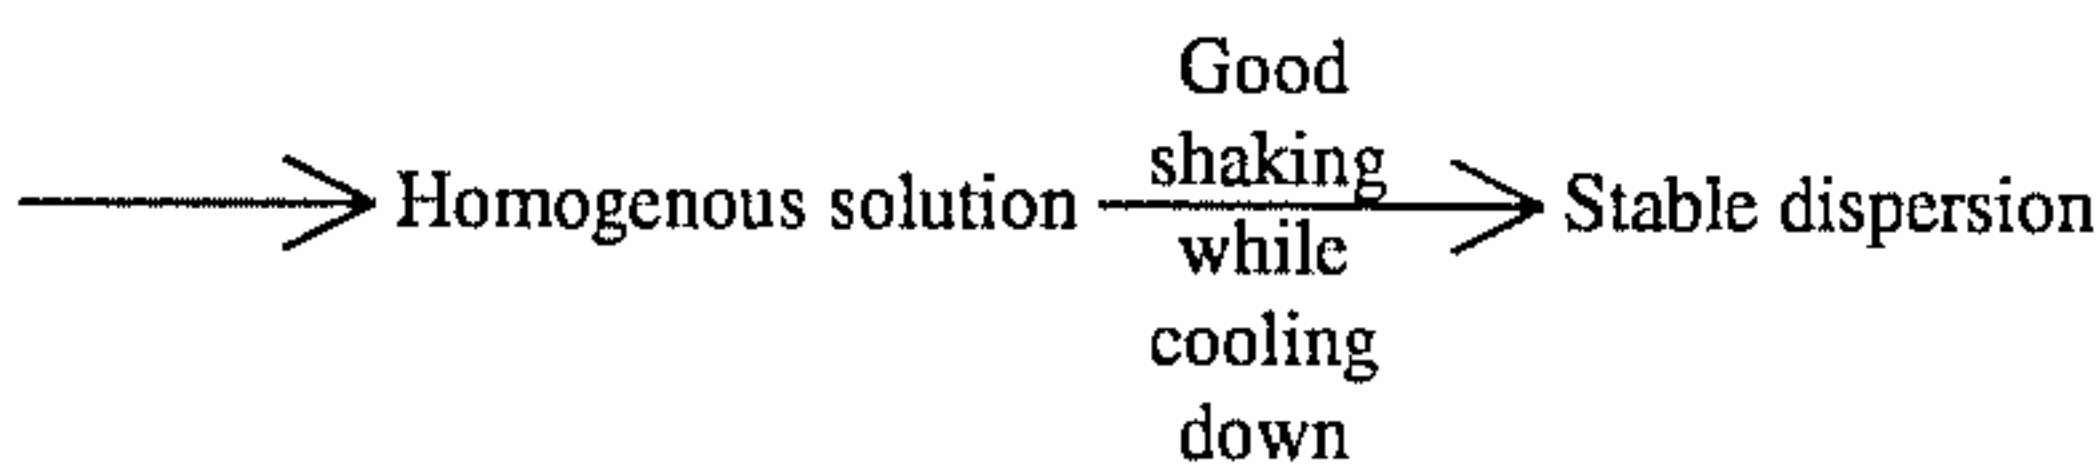 Good
shaking
Homogenous solution
Stable dispersion
while
cooling
down